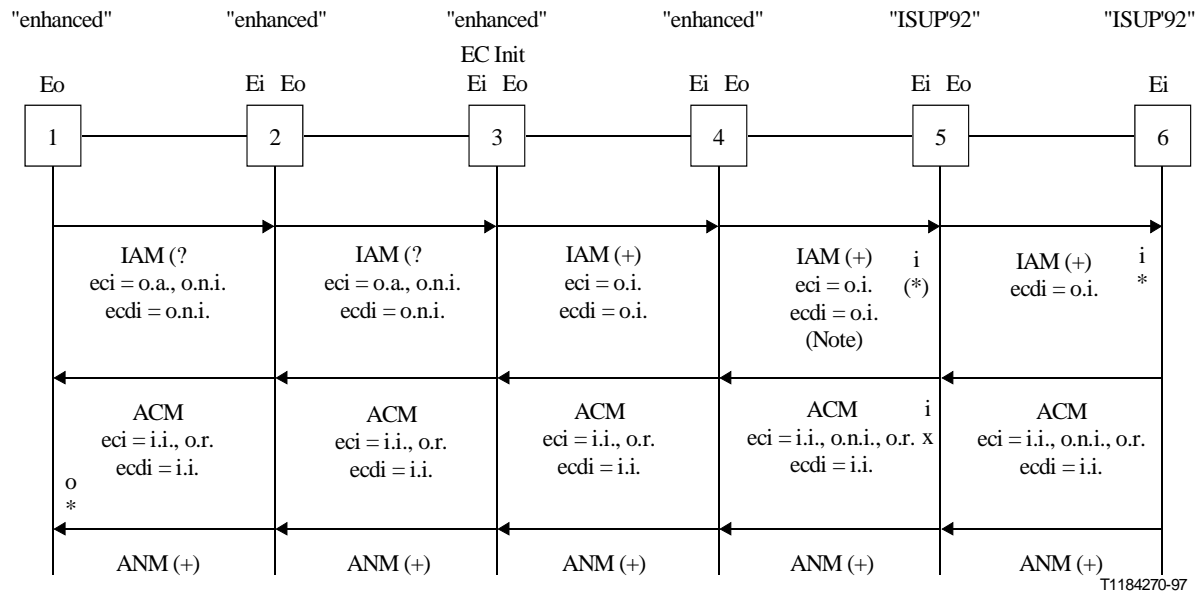 "enhanced" "enhanced" "enhanced" "enhanced" "ISUP'92" "ISUP'92"
EC Init
Eo Ei Eo Ei Eo Ei Eo Ei Eo Ei
1 2 3 4 5 6
IAM (? IAM (? IAM (+) IAM (+) i IAM (+) i
eci = o.a., o.n.i. eci = o.a., o.n.i. eci = o.i. eci = o.i. (*) ecdi = o.i. *
ecdi = o.n.i. ecdi = o.n.i. ecdi = o.i. ecdi = o.i.
(Note)
ACM ACM ACM ACM i ACM
eci = i.i., o.r. eci = i.i., o.r. eci = i.i., o.r. eci = i.i., o.n.i., o.r. x eci = i.i., o.n.i., o.r.
ecdi = i.i. ecdi = i.i. ecdi = i.i. ecdi = i.i. ecdi = i.i.
o
*
ANM (+) ANM (+) ANM (+) ANM (+) ANM (+)
T1184270-97